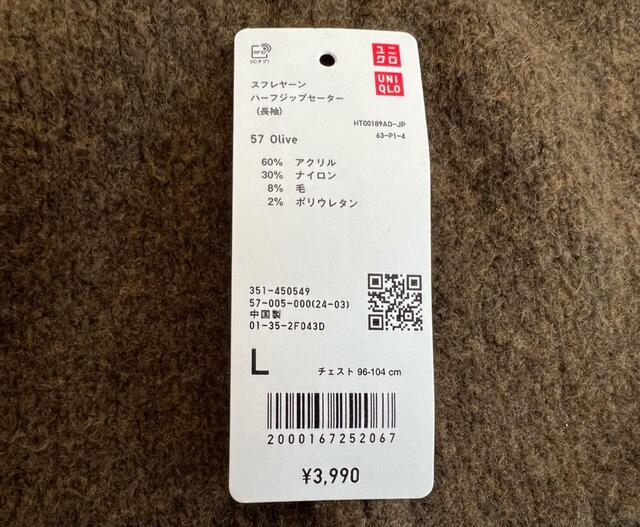 RFID
(ICタグ)
ユニ
クロ
UNI
QLO
スフレヤーン
ハーフジップセーター
(長袖)
HT00189AD-JP
63-P1-4
57 Olive
60% アクリル
30% ナイロン
8% 毛
2% ポリウレタン
351-450549
57-005-000(24-03)
中国製
01-35-2F043D
L チェスト 96-104 cm
2000167252067
¥3,990